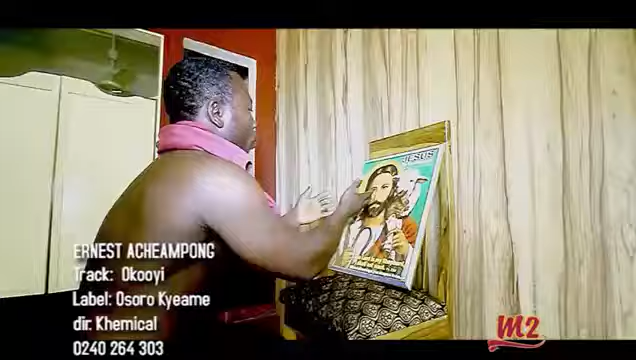 JESUS
ERNEST ACHEAMPONG
Track: Okooyi
Label: Osoro Kyeame
dir. Khemical
0240 264 303
M2